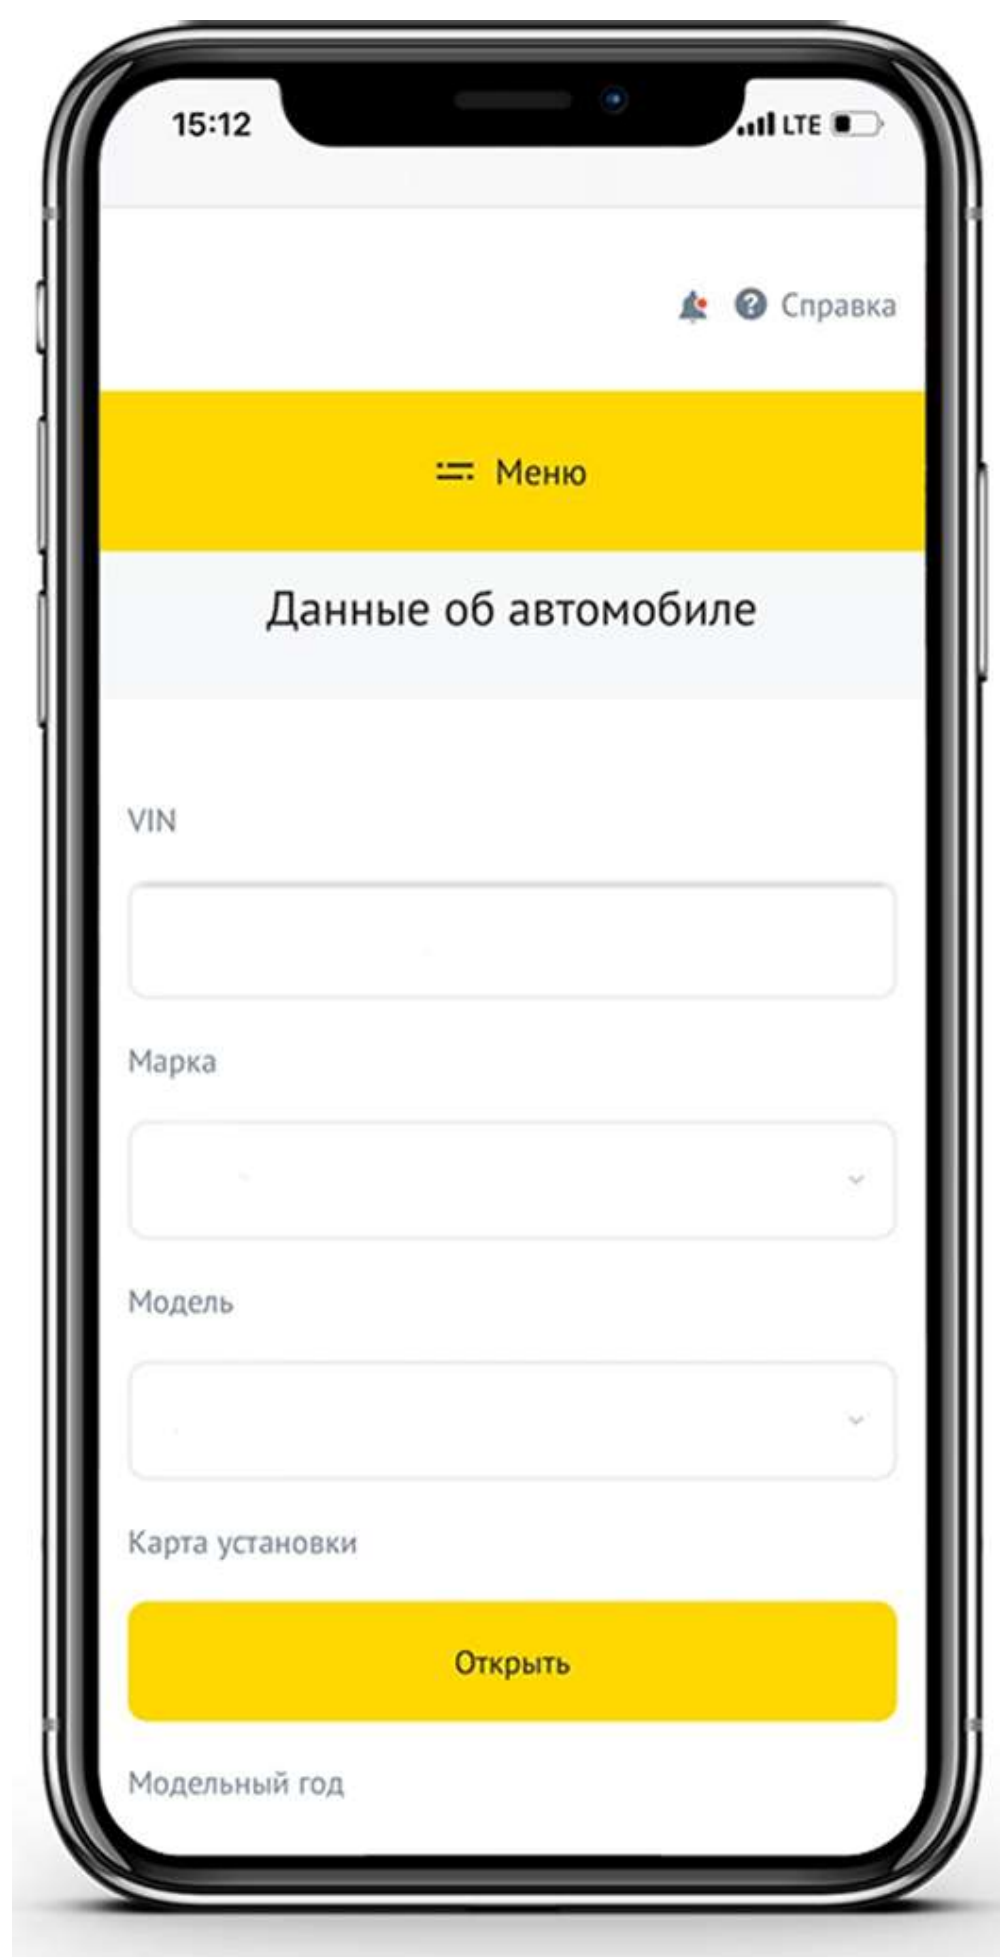 15:12 LTE
Справка
Меню
Данные об автомобиле
VIN
Марка
Модель
Карта установки
Открыть
Модельный год